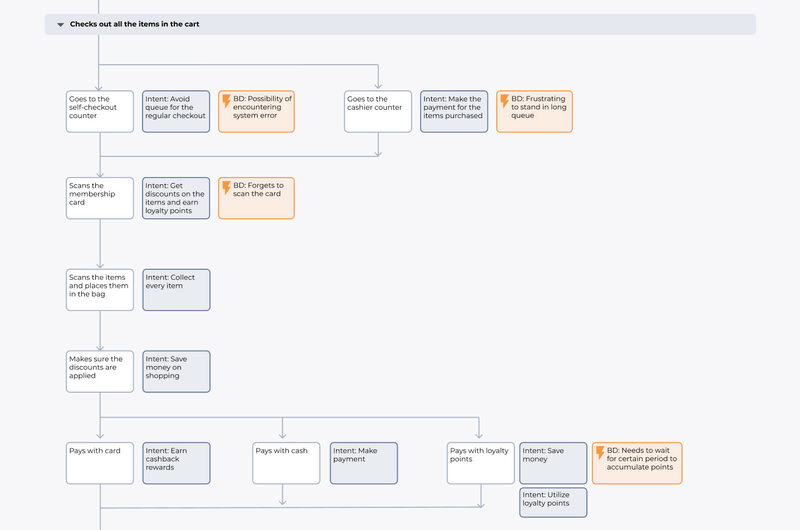 Checks out all the items in the cart
Goes to the
self-checkout
counter
Intent: Avoid
queue for the
regular checkout
BD: Possibility of
encountering
system error
Goes to the
cashier counter
Intent: Make the
payment for the
items purchased
BD: Frustrating
to stand in long
queue
Scans the
membership
card
Intent: Get
discounts on the
items and earn
loyalty points
BD: Forgets to
scan the card
Scans the items
and places them
in the bag
Intent: Collect
every item
Makes sure the
discounts are
applied
Intent: Save
money on
shopping
Pays with card
Intent: Earn
cashback
rewards
Pays with cash
Intent: Make
payment
Pays with loyalty
points
Intent: Save
money
BD: Needs to wait
for certain period to
accumulate points
Intent: Utilize
loyalty points